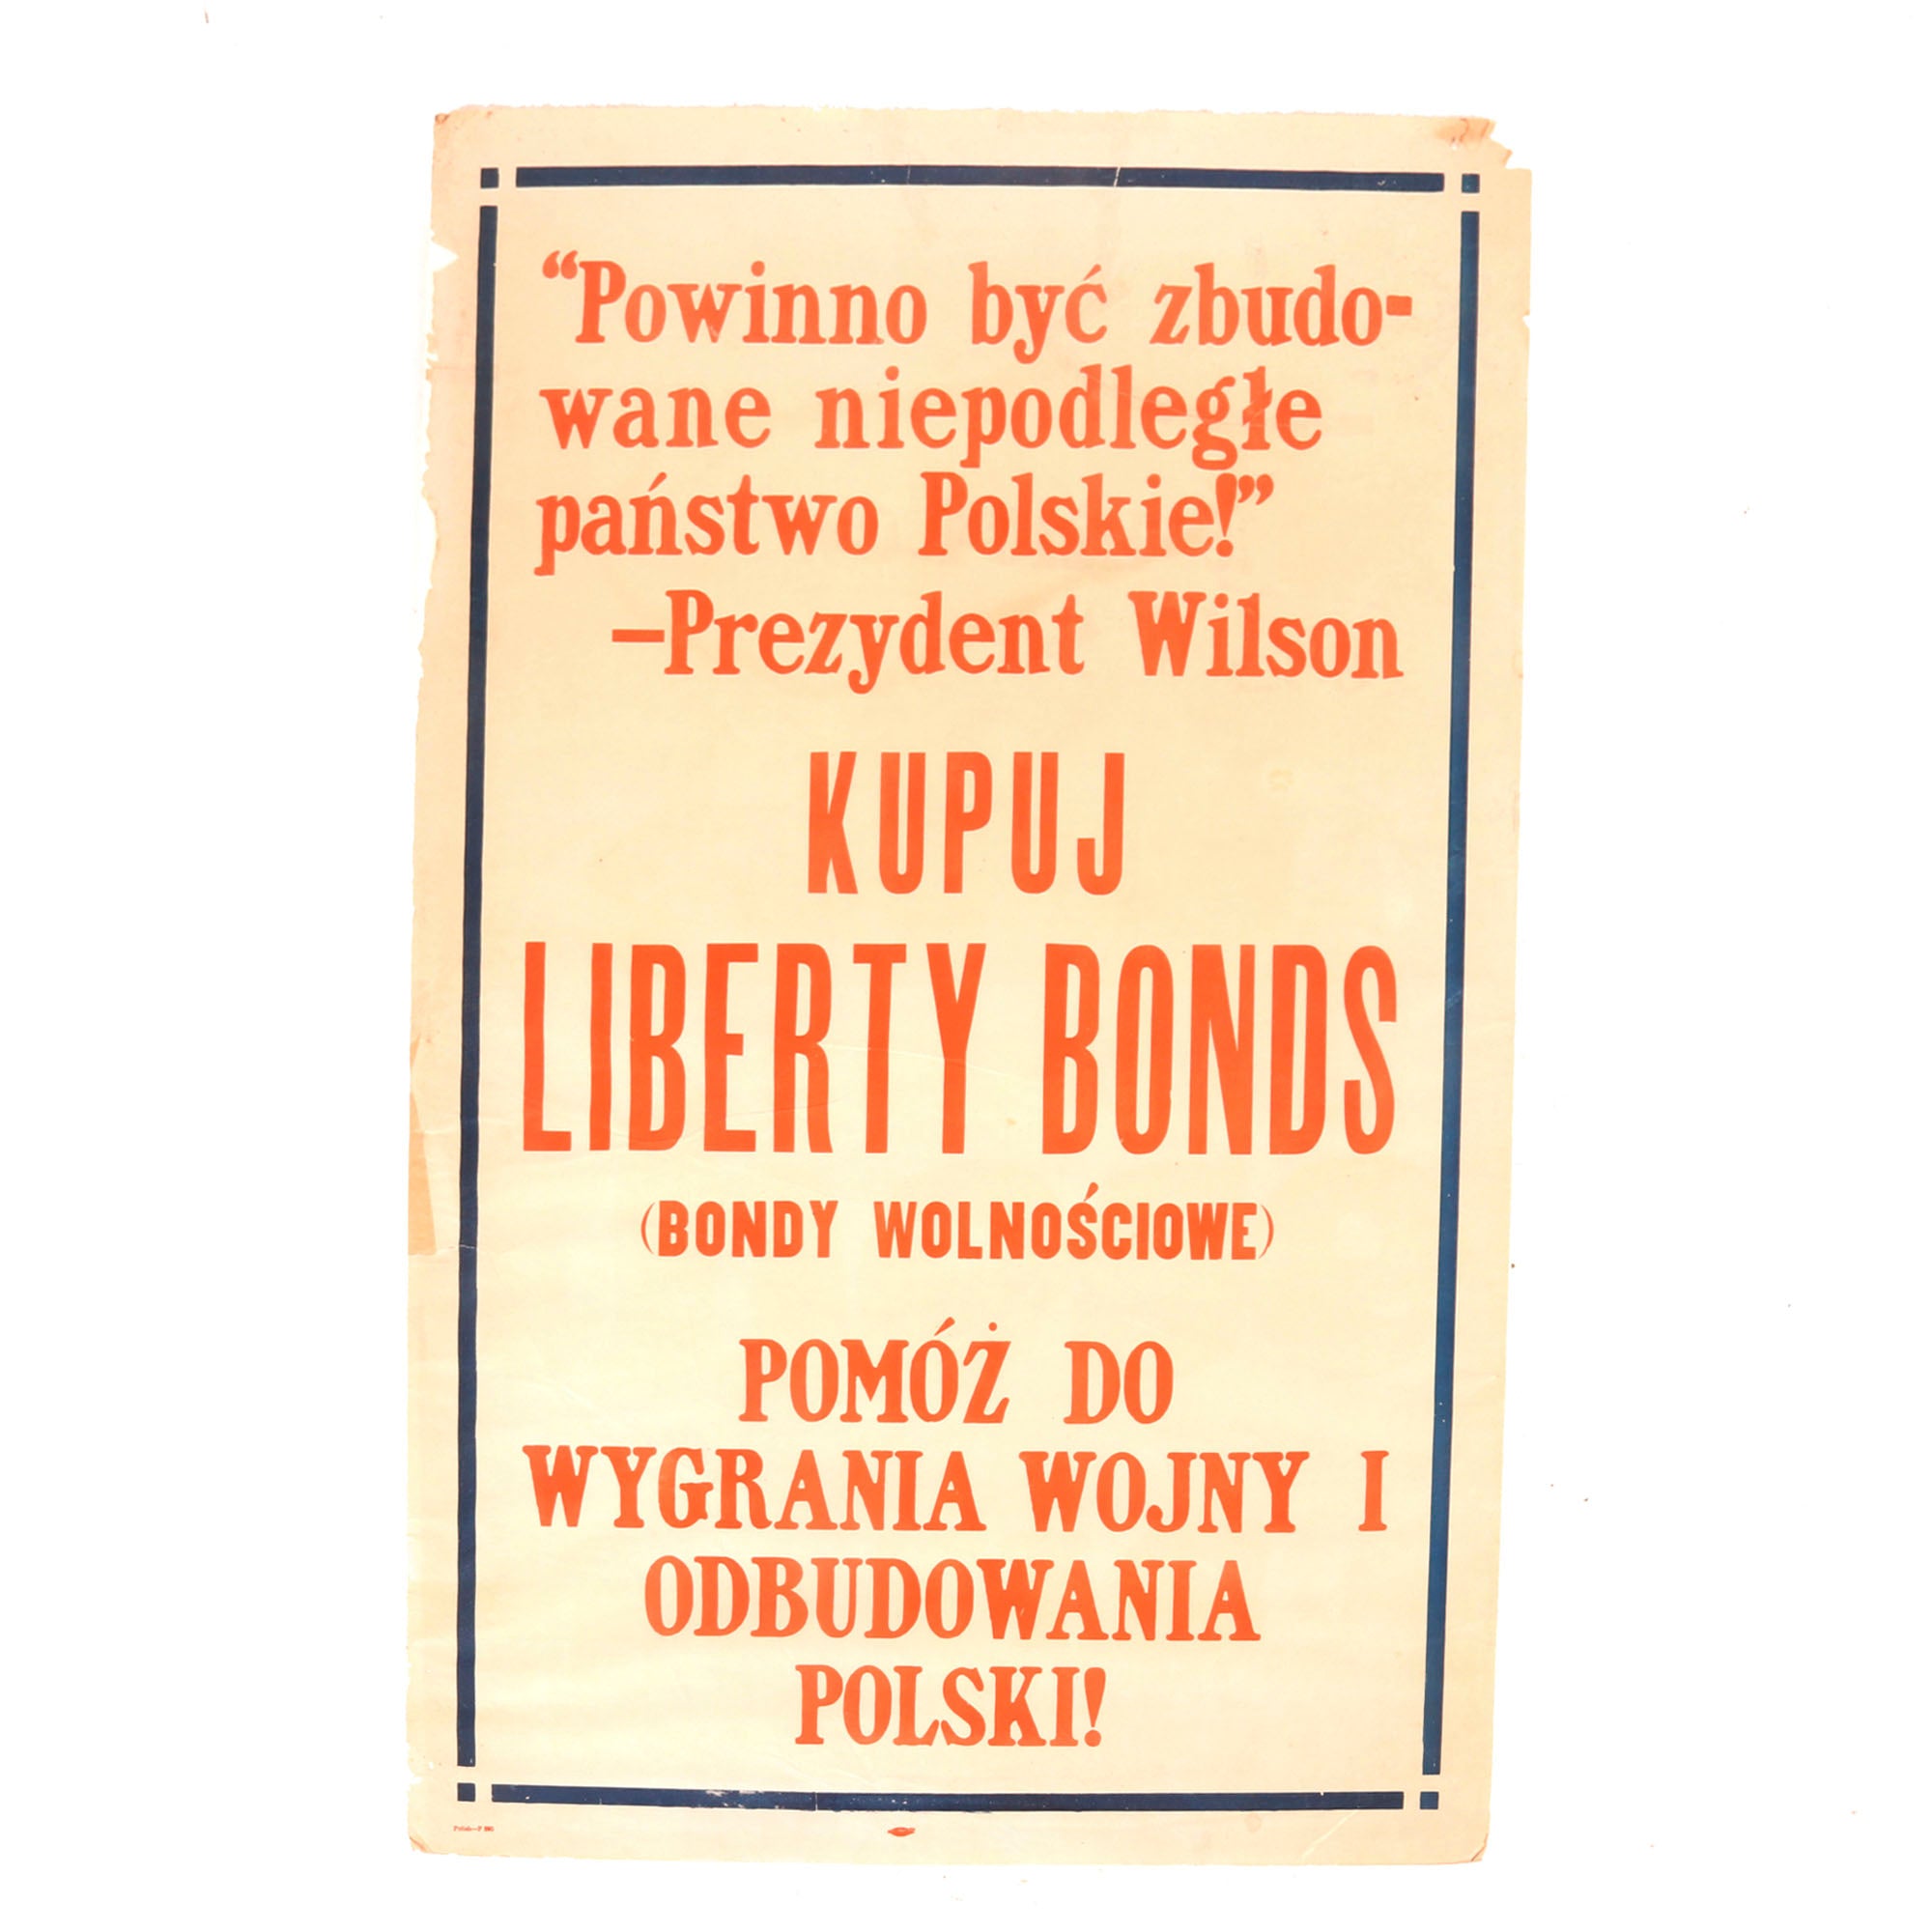 “Powinno być zbudo-
wane niepodległe
państwo Polskie!”
—Prezydent Wilson
KUPUJ
LIBERTY BONDS
(BONDY WOLNOŚCIOWE)
POMÓŻ DO
WYGRANIA WOJNY I
ODBUDOWANIA
POLSKI!